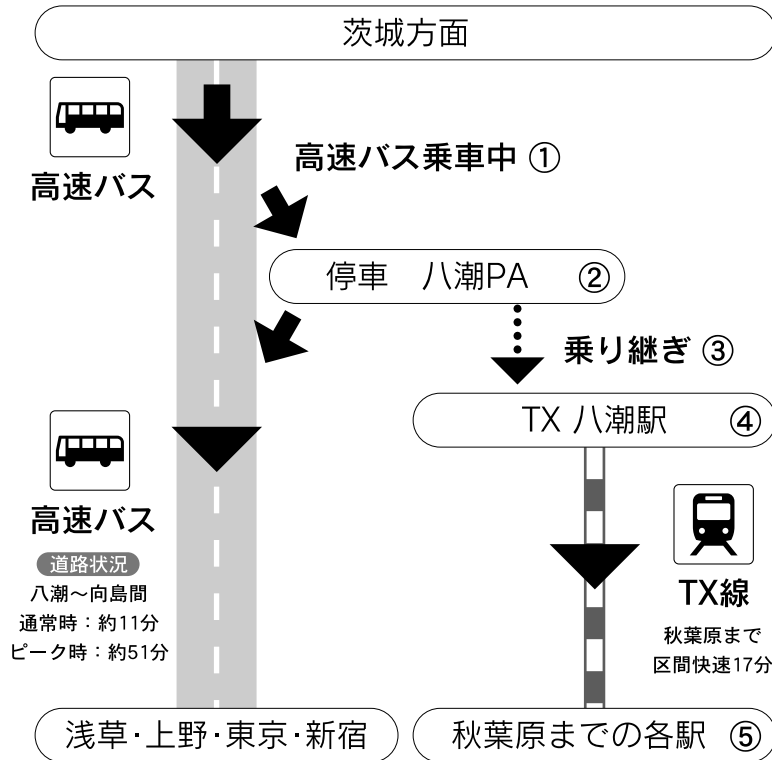 茨城方面
高速バス
高速バス乗車中 ①
停車　八潮PA ②
乗り継ぎ ③
TX 八潮駅 ④
高速バス
道路状況
八潮～向島間
通常時：約11分
ピーク時：約51分
TX線
秋葉原まで
区間快速17分
浅草･上野･東京･新宿
秋葉原までの各駅 ⑤